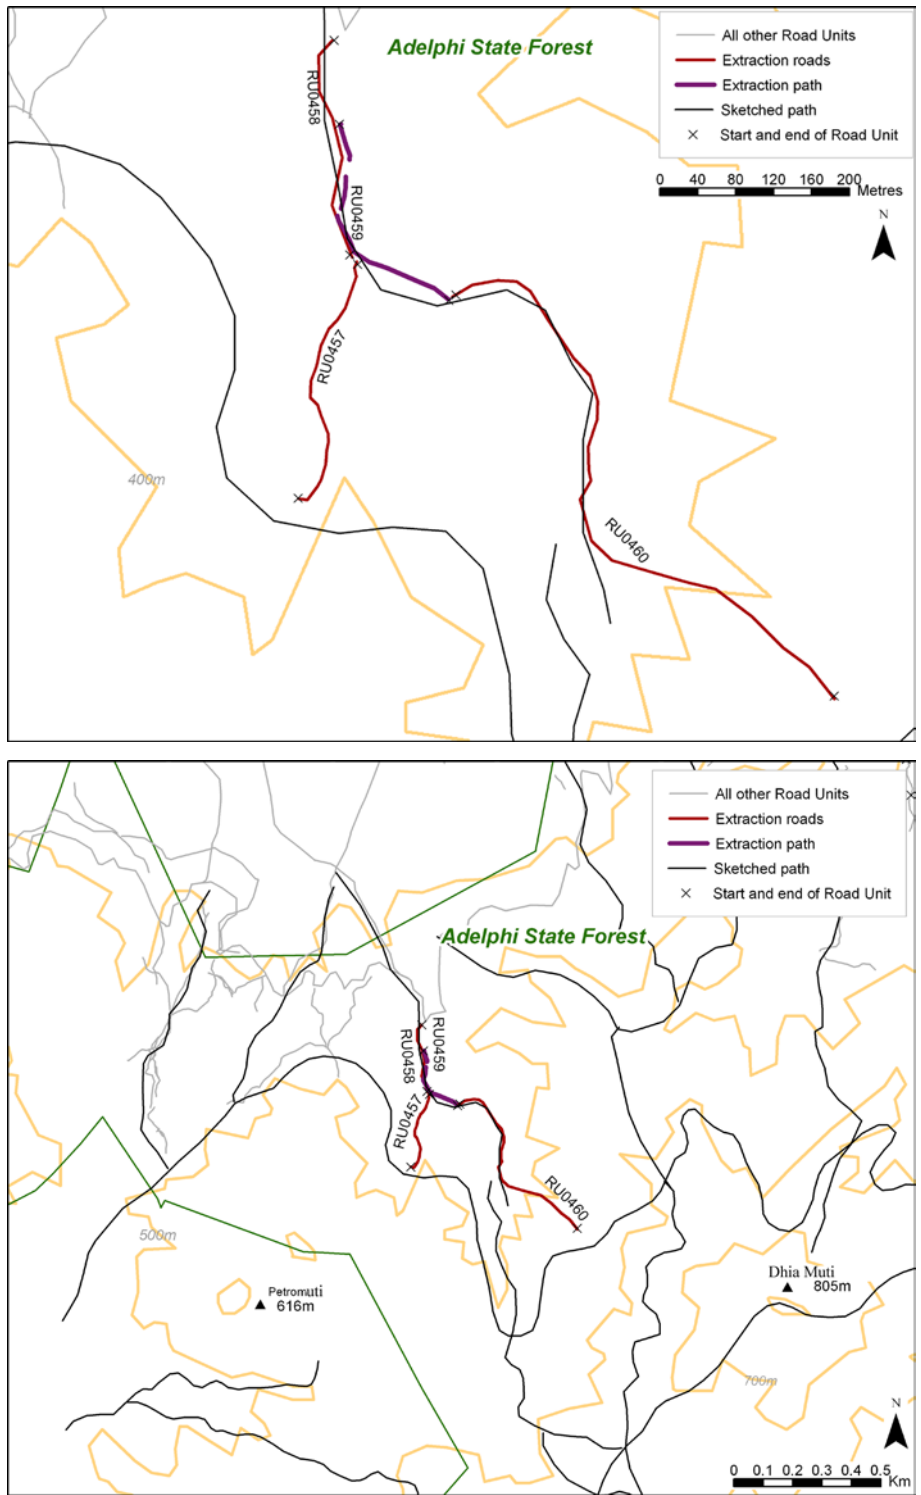 Adelphi State Forest
All other Road Units
Extraction roads
Extraction path
Sketched path
Start and end of Road Unit
0 40 80 120 160 200
Metres
N
RU0458
RU0459
RU0457
400m
RU0460
All other Road Units
Extraction roads
Extraction path
Sketched path
Start and end of Road Unit
Adelphi State Forest
RU0459
RU0458
RU0457
RU0460
500m
Petromuti
616m
Dhia Muti
805m
700m
N
0 0.1 0.2 0.3 0.4 0.5
Km